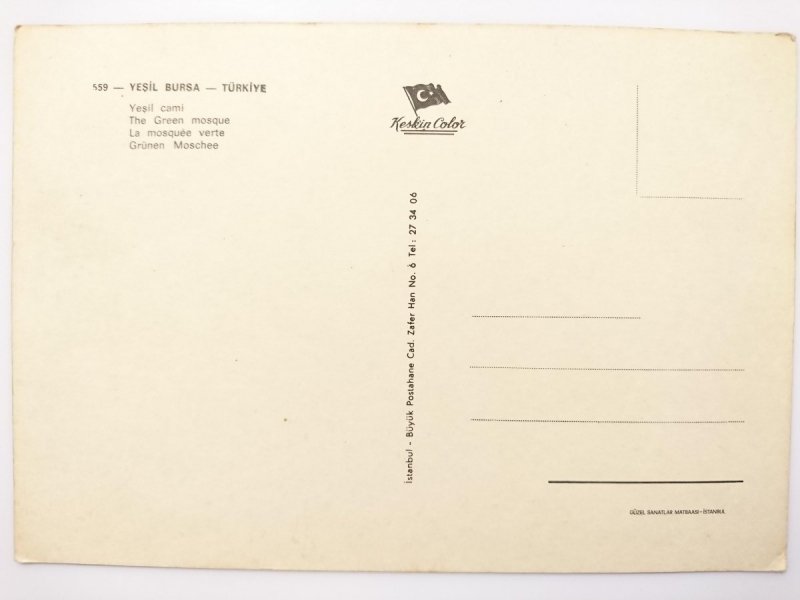 559 — YEŞİL BURSA — TÜRKİYE
Yeşil cami
The Green mosque
La mosquée verte
Grünen Moschee
Keskin Color
İstanbul - Büyük Postahane Cad. Zafer Han No. 6 Tel: 27 34 06
GÜZEL SANATLAR MATBAASI-İSTANBUL